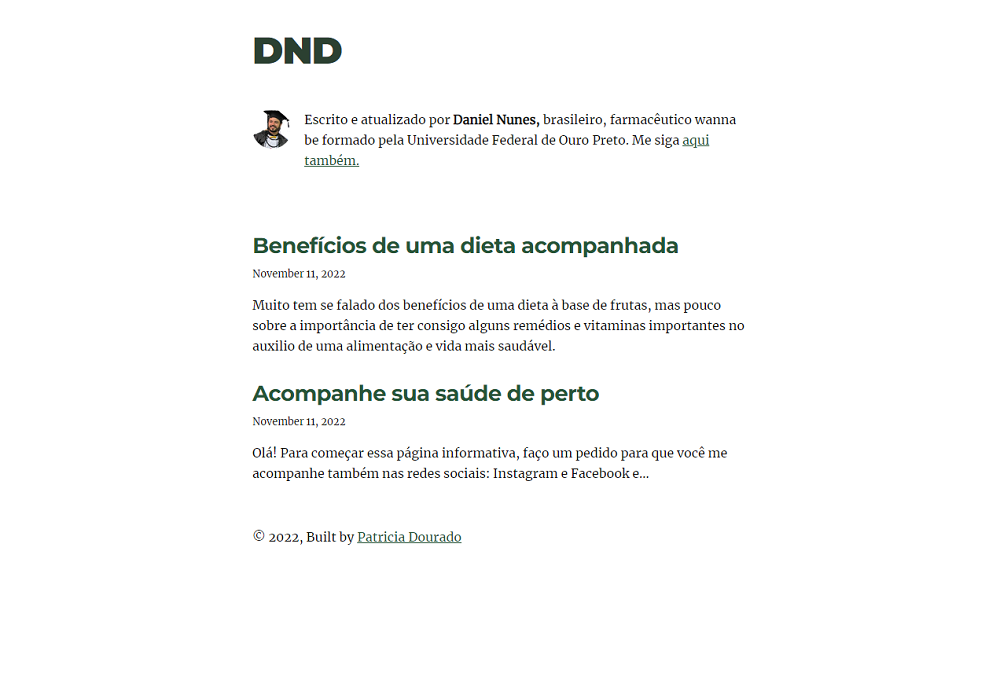 DND
Escrito e atualizado por Daniel Nunes, brasileiro, farmacêutico wanna
be formado pela Universidade Federal de Ouro Preto. Me siga aqui
também.
Benefícios de uma dieta acompanhada
November 11, 2022
Muito tem se falado dos benefícios de uma dieta à base de frutas, mas pouco
sobre a importância de ter consigo alguns remédios e vitaminas importantes no
auxilio de uma alimentação e vida mais saudável.
Acompanhe sua saúde de perto
November 11, 2022
Olá! Para começar essa página informativa, faço um pedido para que você me
acompanhe também nas redes sociais: Instagram e Facebook e...
© 2022, Built by Patricia Dourado